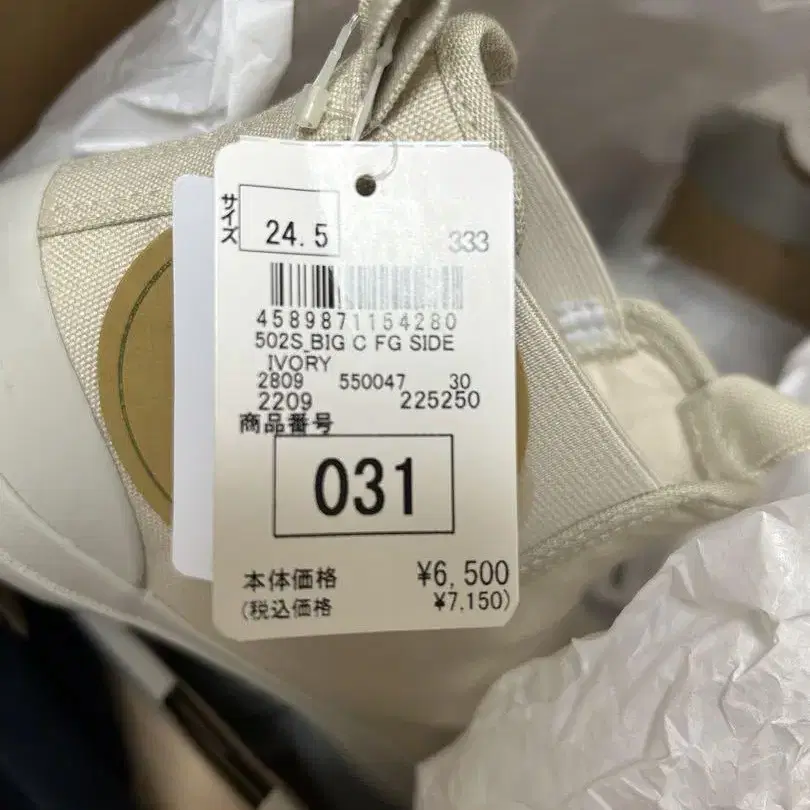 サイズ
24.5
333
4589871154280
502S_BIG C FG SIDE
IVORY
2809 550047 30
2209 225250
商品番号
031
本体価格 ¥6,500
(税込価格 ¥7,150)